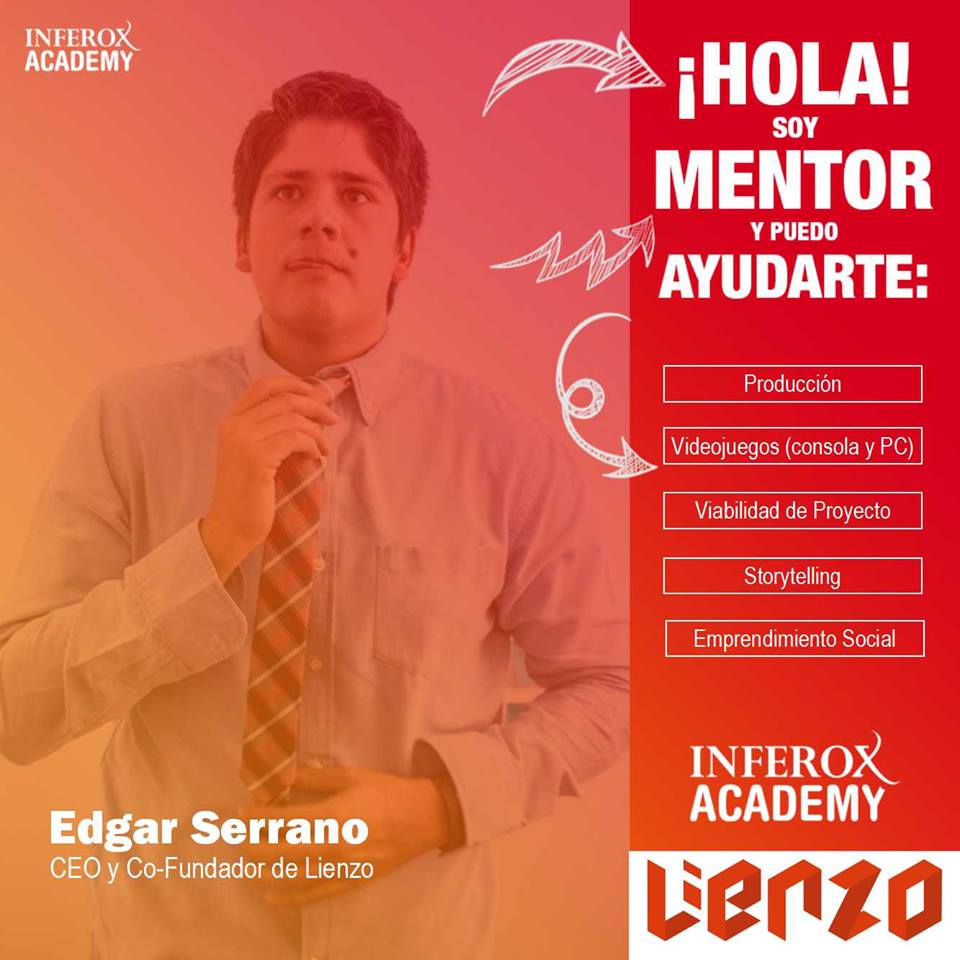 INFEROX
ACADEMY
¡HOLA!
SOY
MENTOR
Y PUEDO
AYUDARTE:
Producción
Videojuegos (consola y PC)
Viabilidad de Proyecto
Storytelling
Emprendimiento Social
INFEROX
ACADEMY
Edgar Serrano
CEO y Co-Fundador de Lienzo
Lienzo